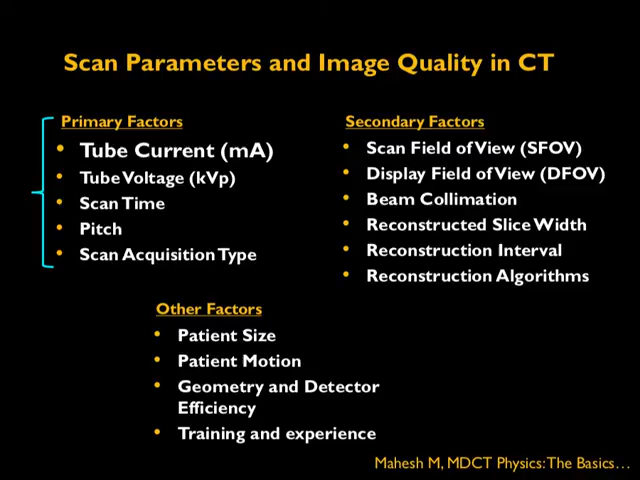 Scan Parameters and Image Quality in CT
Primary Factors
• Tube Current (mA)
• Tube Voltage (kVp)
• Scan Time
• Pitch
• Scan Acquisition Type
Secondary Factors
• Scan Field of View (SFOV)
• Display Field of View (DFOV)
• Beam Collimation
• Reconstructed Slice Width
• Reconstruction Interval
• Reconstruction Algorithms
Other Factors
• Patient Size
• Patient Motion
• Geometry and Detector
Efficiency
• Training and experience
Mahesh M, MDCT Physics: The Basics…